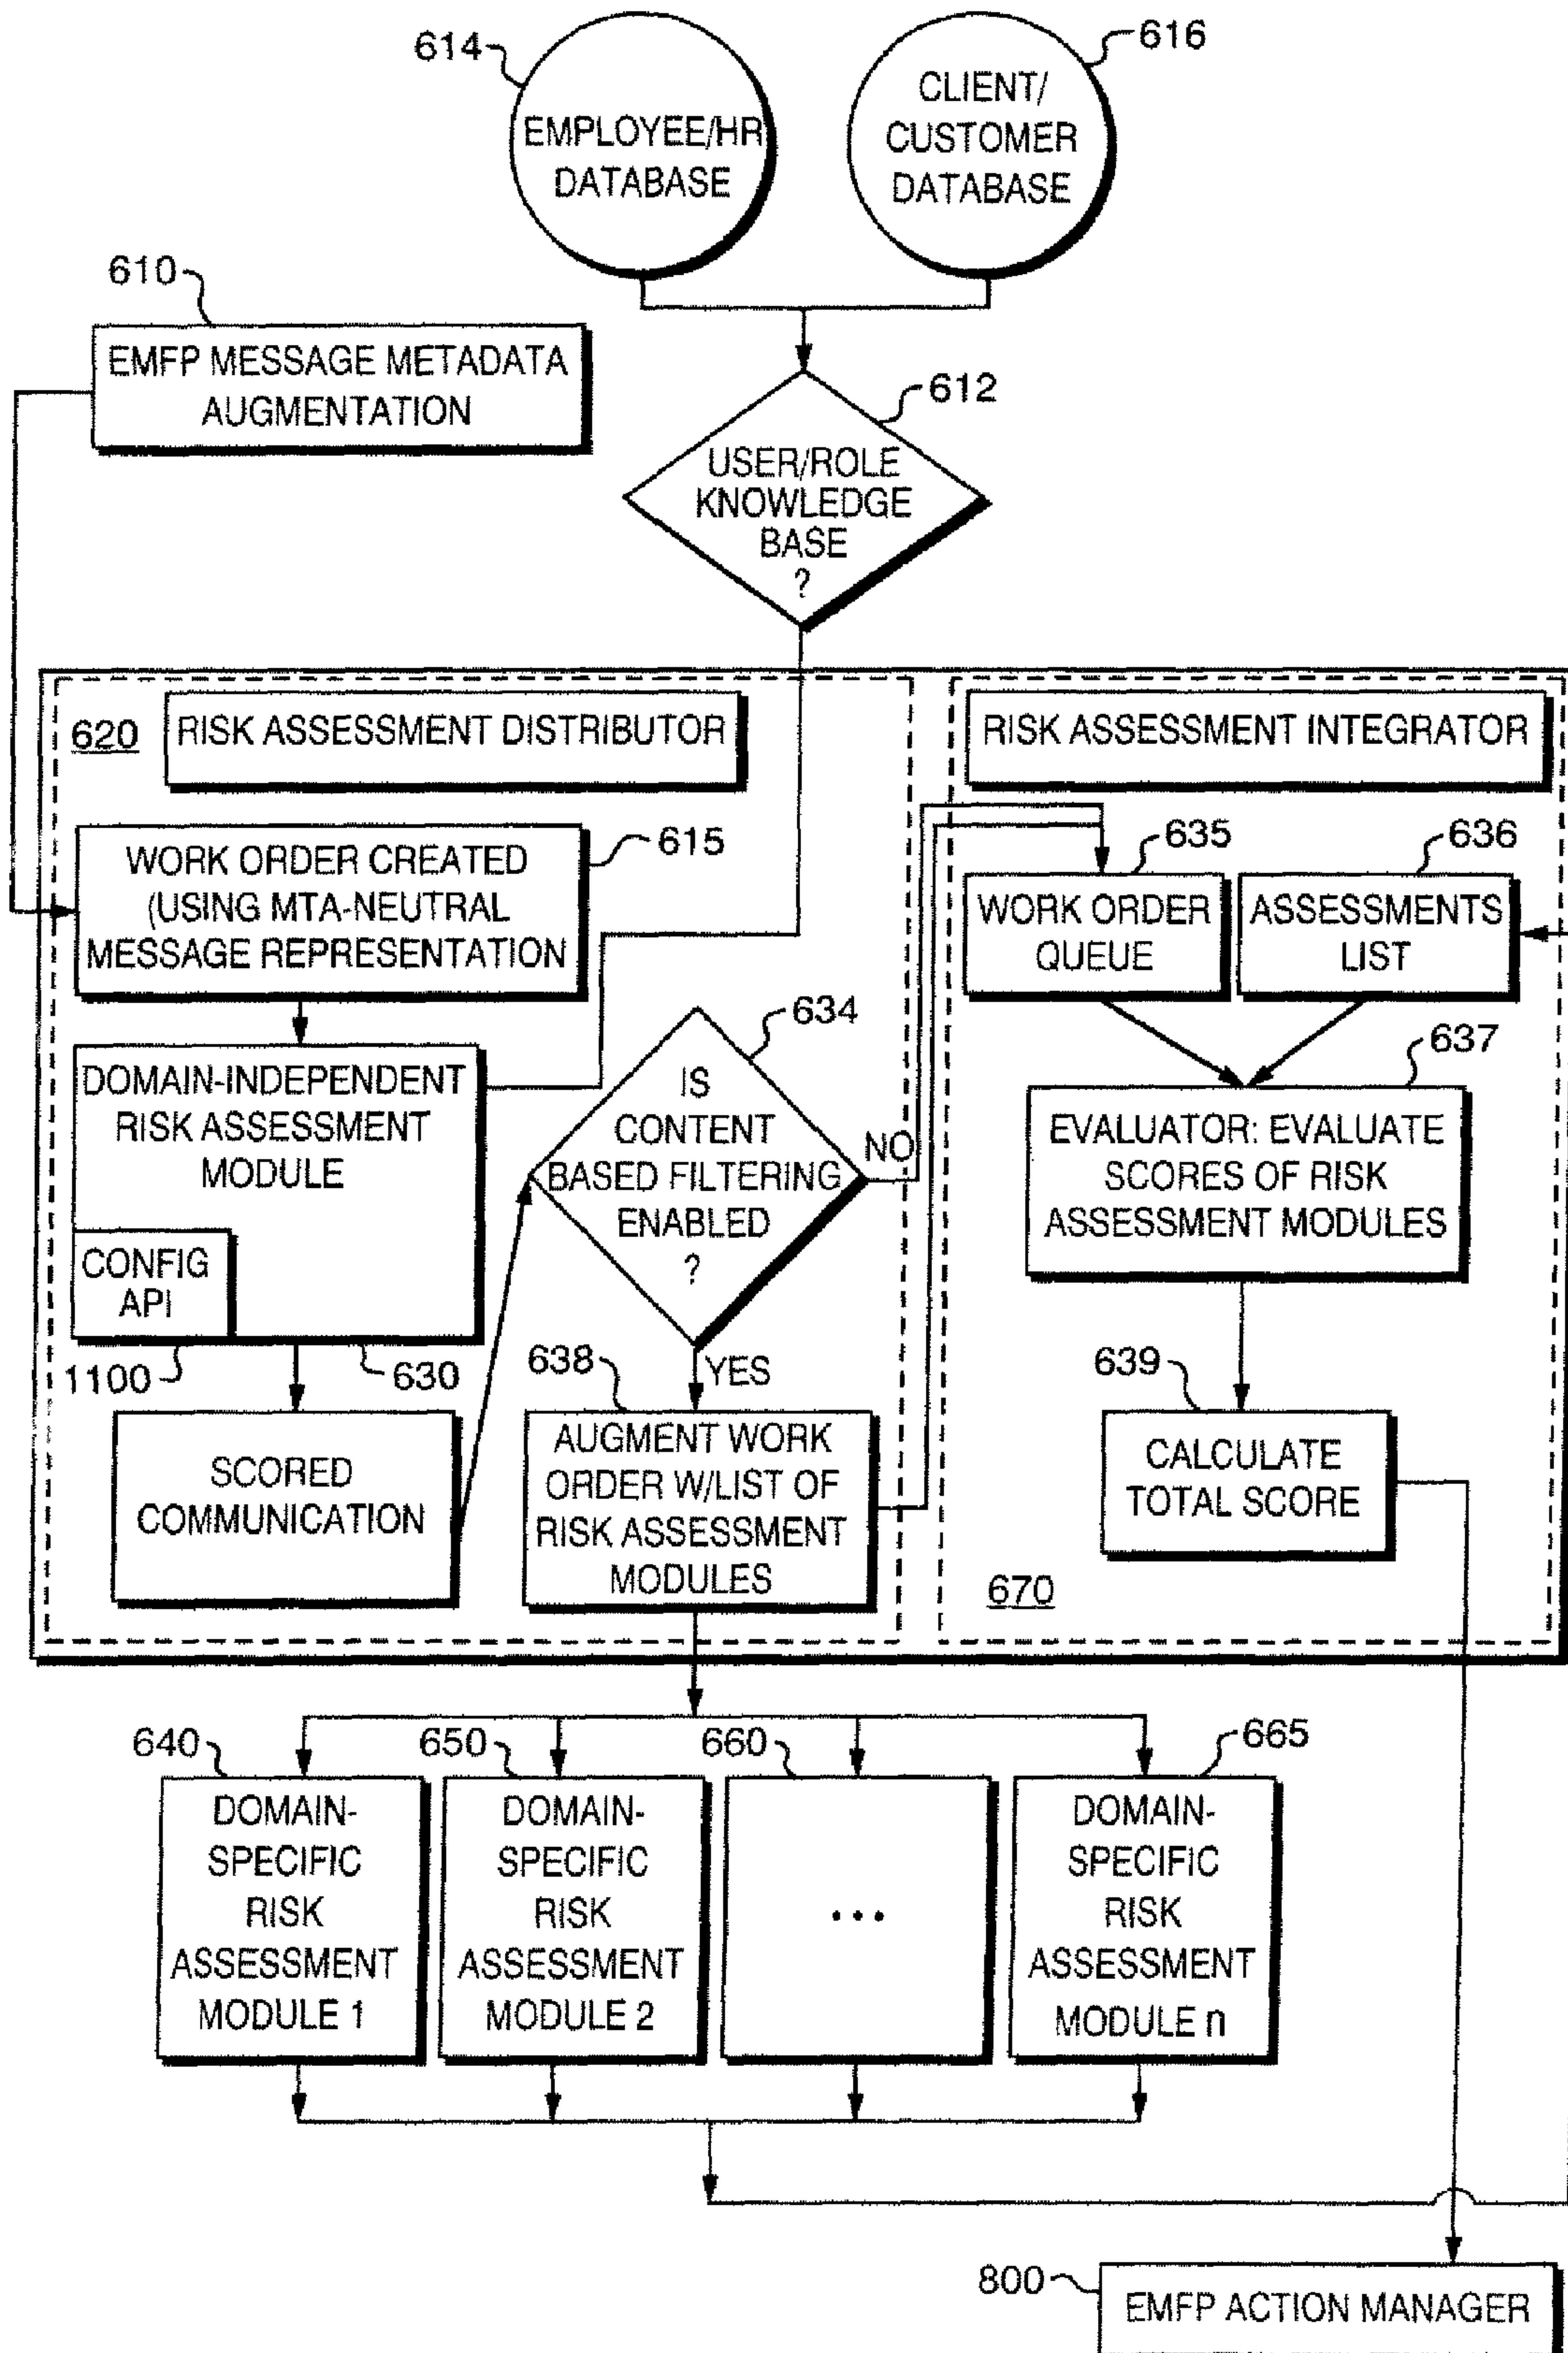 614
EMPLOYEE/HR
DATABASE
616
CLIENT/
CUSTOMER
DATABASE
610
EMFP MESSAGE METADATA
AUGMENTATION
612
USER/ROLE
KNOWLEDGE
BASE
?
620
RISK ASSESSMENT DISTRIBUTOR
RISK ASSESSMENT INTEGRATOR
WORK ORDER CREATED
(USING MTA-NEUTRAL
MESSAGE REPRESENTATION
615
635
WORK ORDER
QUEUE
636
ASSESSMENTS
LIST
DOMAIN-INDEPENDENT
RISK ASSESSMENT
MODULE
CONFIG
API
1100
630
634
IS
CONTENT
BASED FILTERING
ENABLED
?
NO
YES
637
EVALUATOR: EVALUATE
SCORES OF RISK
ASSESSMENT MODULES
SCORED
COMMUNICATION
638
AUGMENT WORK
ORDER W/LIST OF
RISK ASSESSMENT
MODULES
639
CALCULATE
TOTAL SCORE
670
640
DOMAIN-
SPECIFIC
RISK
ASSESSMENT
MODULE 1
650
DOMAIN-
SPECIFIC
RISK
ASSESSMENT
MODULE 2
660
...
665
DOMAIN-
SPECIFIC
RISK
ASSESSMENT
MODULE n
800
EMFP ACTION MANAGER